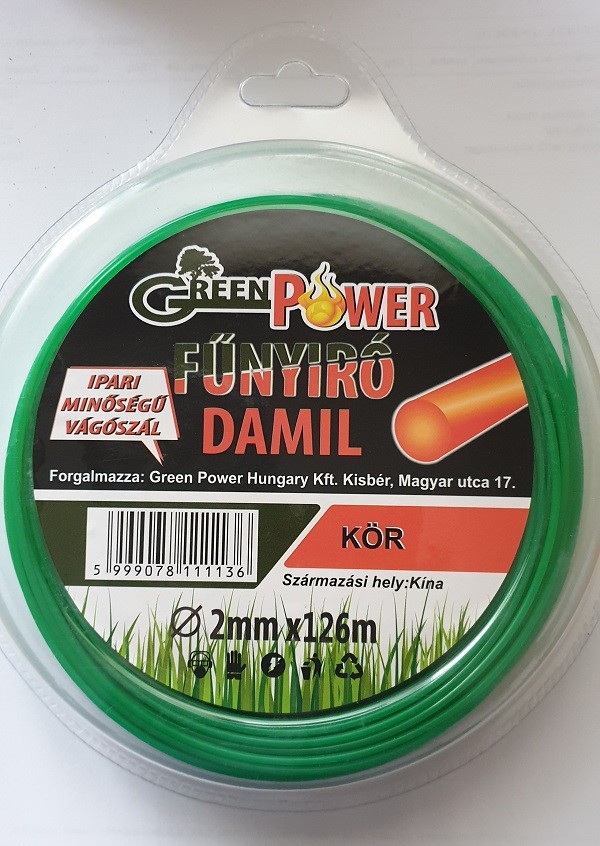 GREEN POWER
FŰNYIRÓ
DAMIL
IPARI
MINŐSÉGŰ
VÁGÓSZÁL
Forgalmazza: Green Power Hungary Kft. Kisbér, Magyar utca 17.
5 999078 111136
KÖR
Származási hely:Kína
Ø 2mm x126m